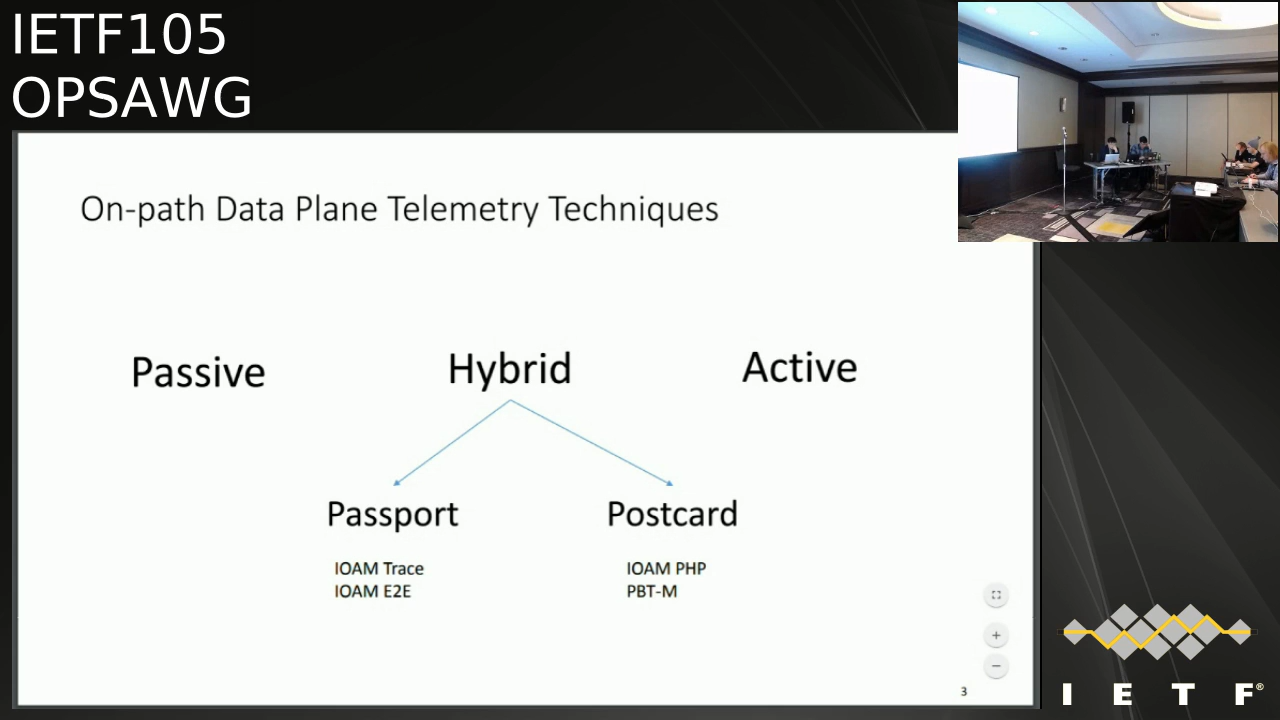 IETF105
OPSAWG
On-path Data Plane Telemetry Techniques
Passive
Hybrid
Active
Passport
Postcard
IOAM Trace
IOAM E2E
IOAM PHP
PBT-M
3
I E T F®